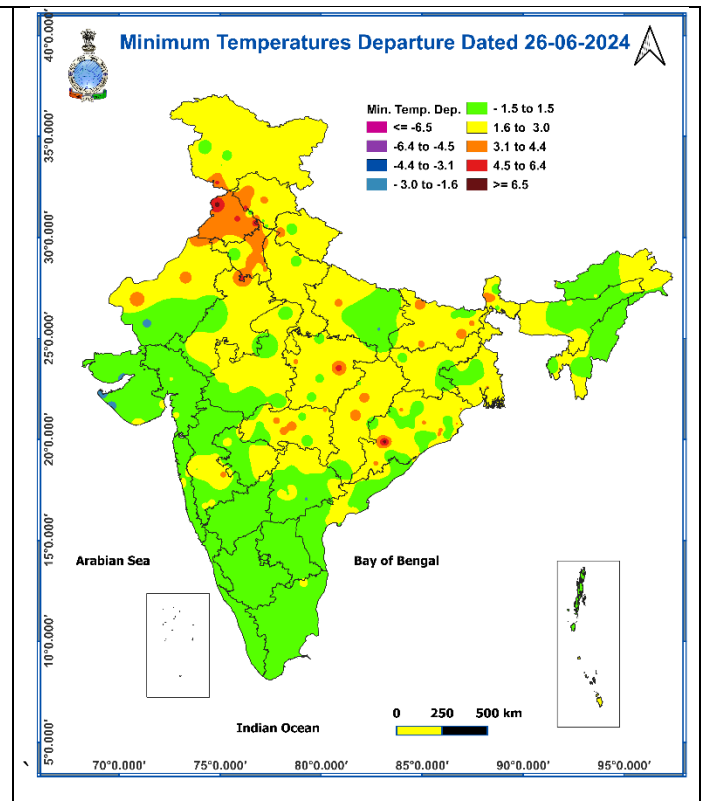 Minimum Temperatures Departure Dated 26-06-2024
Min. Temp. Dep.
<= -6.5
-6.4 to -4.5
-4.4 to -3.1
- 3.0 to -1.6
- 1.5 to 1.5
1.6 to 3.0
3.1 to 4.4
4.5 to 6.4
>= 6.5
40°0.000'
35°0.000'
30°0.000'
25°0.000'
20°0.000'
15°0.000'
10°0.000'
5°0.000'
Arabian Sea
Bay of Bengal
Indian Ocean
0 250 500 km
70°0.000' 75°0.000' 80°0.000' 85°0.000' 90°0.000' 95°0.000'